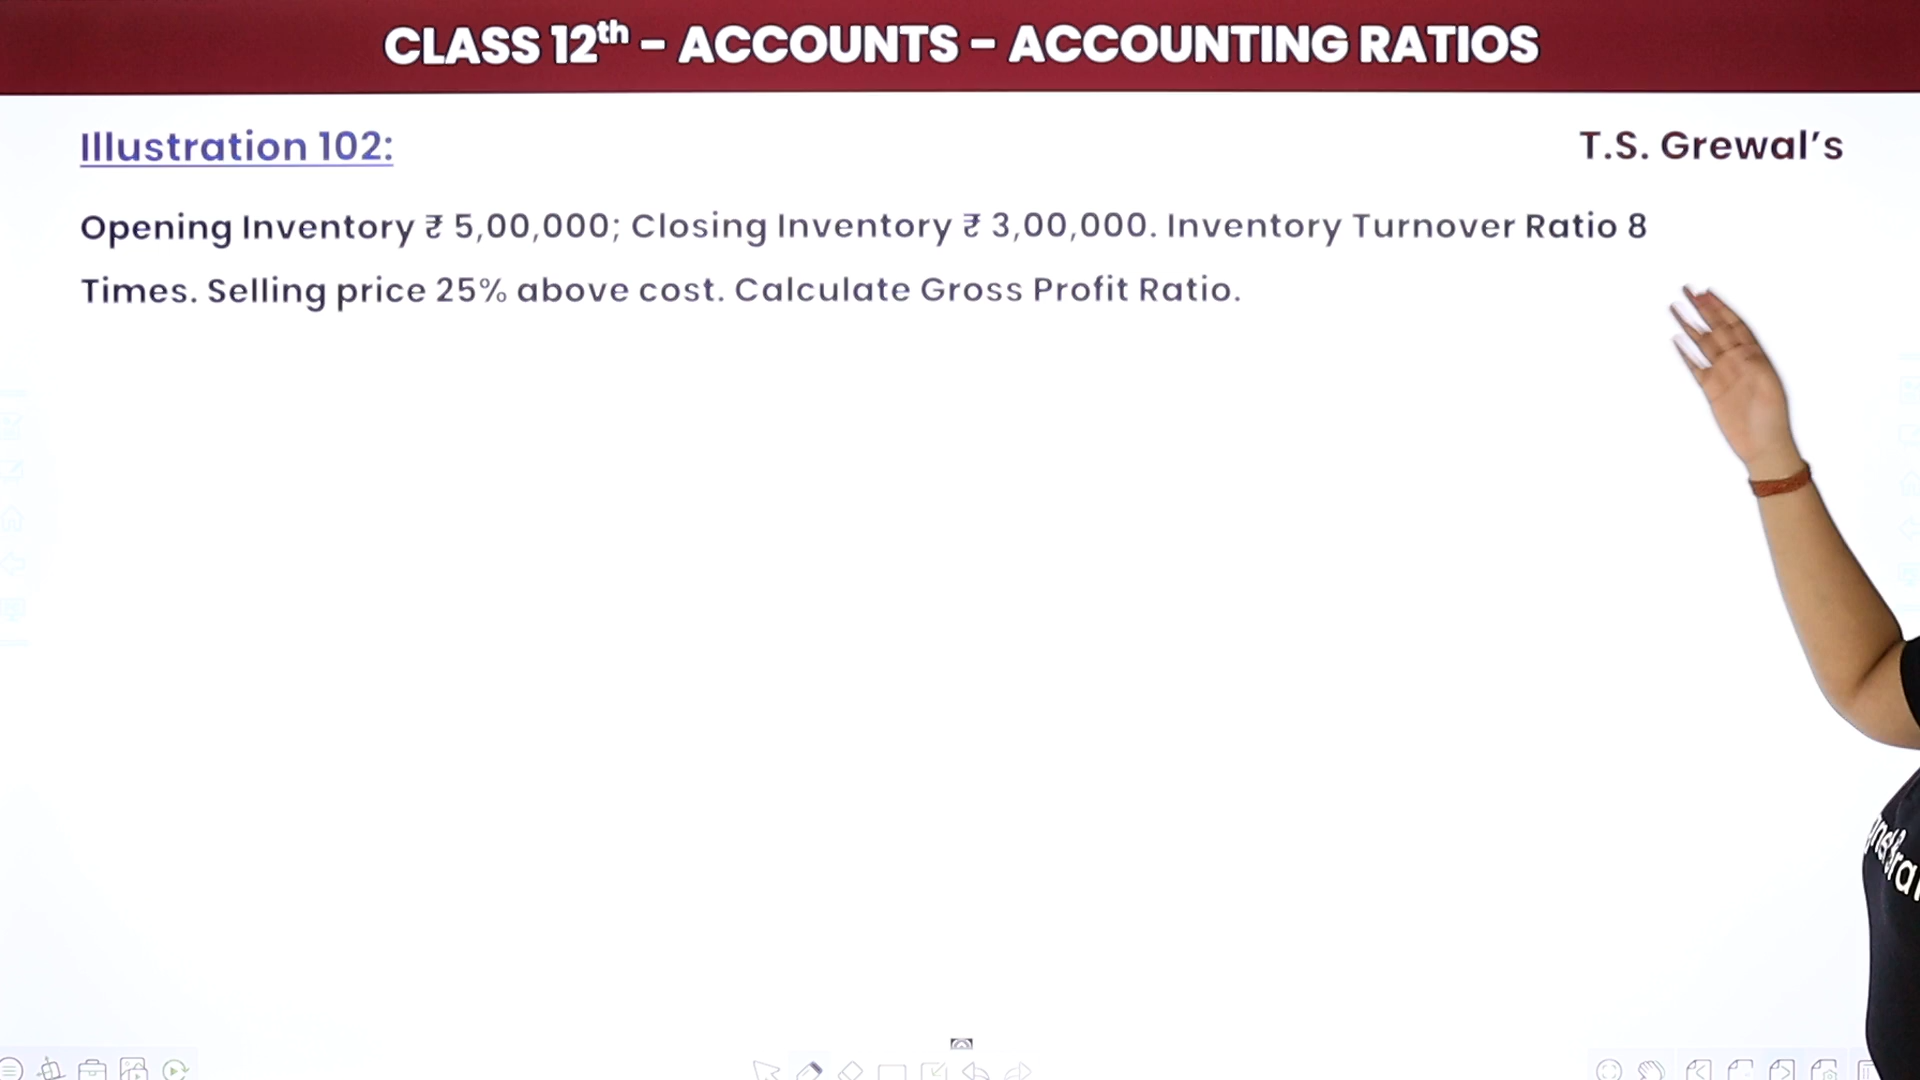 CLASS 12th – ACCOUNTS – ACCOUNTING RATIOS
Illustration 102:
T.S. Grewal’s
Opening Inventory ₹ 5,00,000; Closing Inventory ₹ 3,00,000. Inventory Turnover Ratio 8
Times. Selling price 25% above cost. Calculate Gross Profit Ratio.